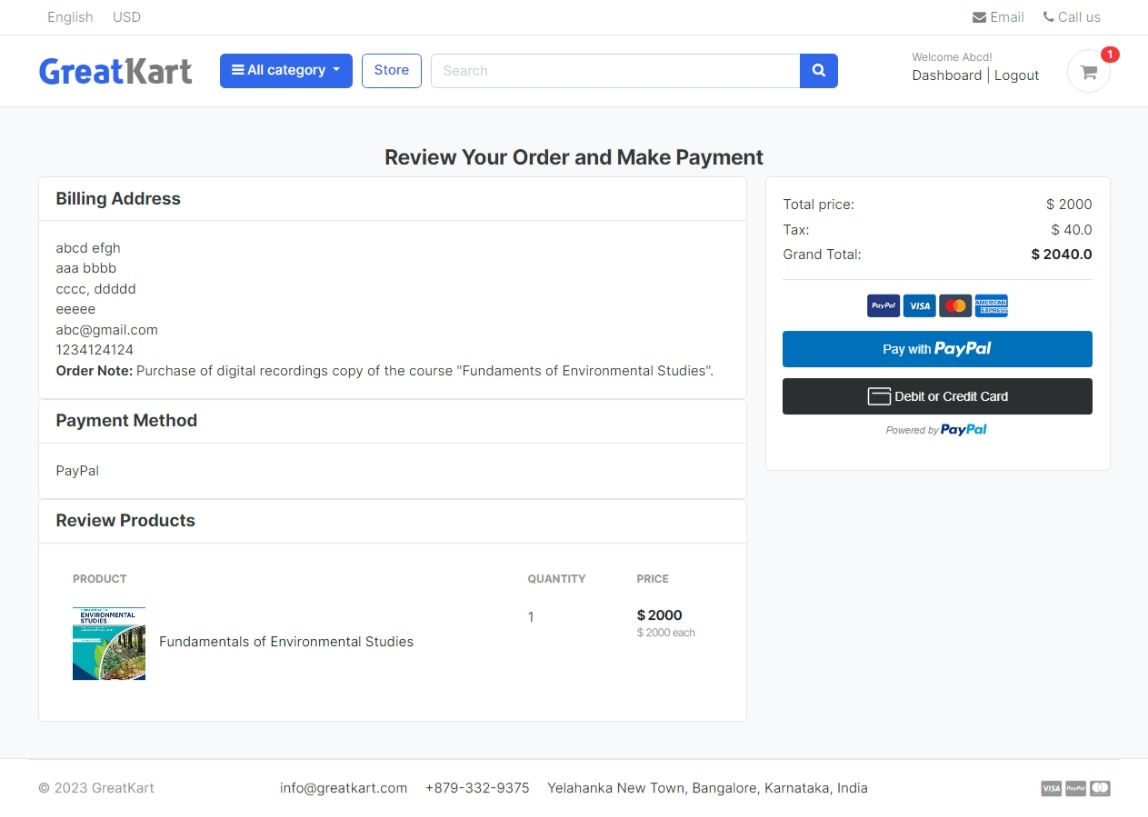 English USD Email Call us
GreatKart All category Store Search Welcome Abcd!
Dashboard | Logout 1
Review Your Order and Make Payment
Billing Address
abcd efgh
aaa bbbb
cccc, ddddd
eeeee
abc@gmail.com
1234124124
Order Note: Purchase of digital recordings copy of the course "Fundaments of Environmental Studies".
Payment Method
PayPal
Review Products
PRODUCT QUANTITY PRICE
ENVIRONMENTAL
STUDIES
Fundamentals of Environmental Studies 1 $ 2000
$ 2000 each
Total price: $ 2000
Tax: $ 40.0
Grand Total: $ 2040.0
PayPal VISA AMERICAN EXPRESS
Pay with PayPal
Debit or Credit Card
Powered by PayPal
© 2023 GreatKart info@greatkart.com +879-332-9375 Yelahanka New Town, Bangalore, Karnataka, India VISA PayPal